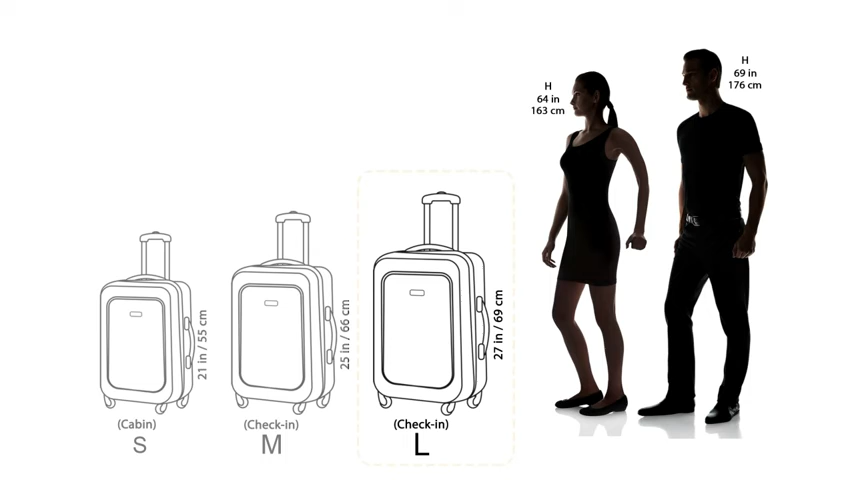 H
64 in
163 cm
H
69 in
176 cm
21 in / 55 cm
25 in / 66 cm
27 in / 69 cm
(Cabin)
S
(Check-in)
M
(Check-in)
L